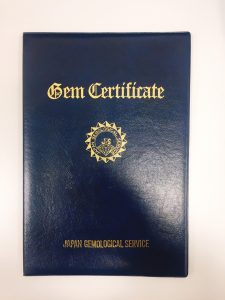 Gem Certificate
JAPAN GEMOLOGICAL SERVICE